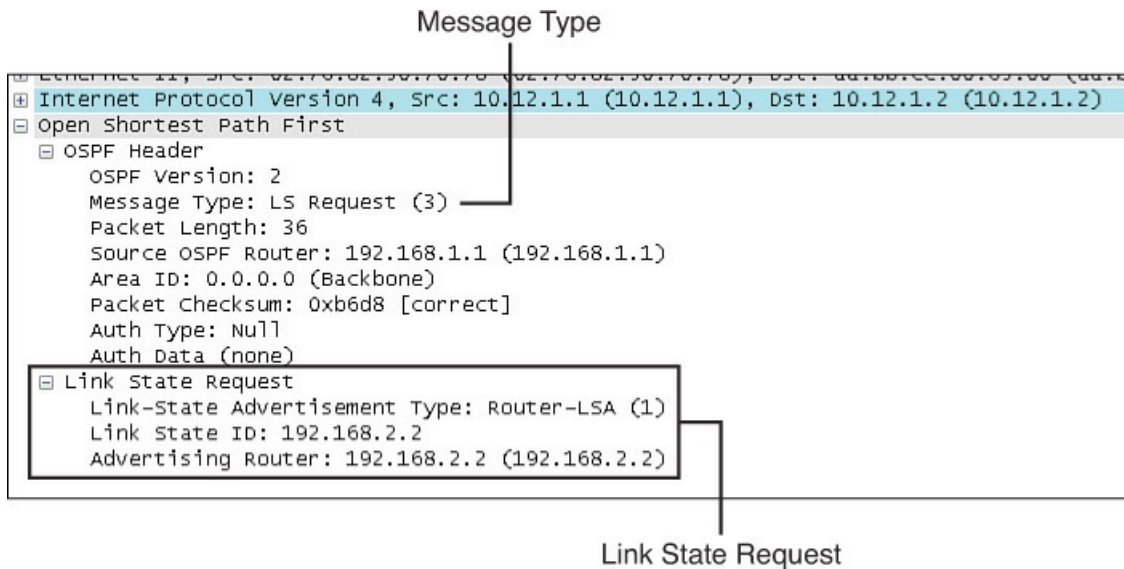 Message Type
Internet Protocol Version 4, Src: 10.12.1.1 (10.12.1.1), Dst: 10.12.1.2 (10.12.1.2)
Open Shortest Path First
OSPF Header
OSPF Version: 2
Message Type: LS Request (3)
Packet Length: 36
Source OSPF Router: 192.168.1.1 (192.168.1.1)
Area ID: 0.0.0.0 (Backbone)
Packet Checksum: 0xb6d8 [correct]
Auth Type: Null
Auth Data (none)
Link State Request
Link-State Advertisement Type: Router-LSA (1)
Link State ID: 192.168.2.2
Advertising Router: 192.168.2.2 (192.168.2.2)
Link State Request